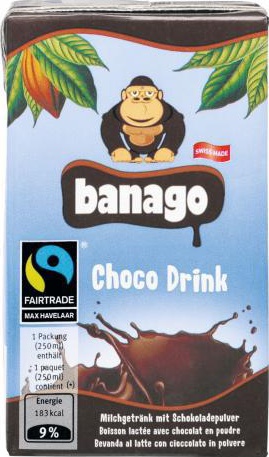 SWISS MADE
banago
®
Choco Drink
FAIRTRADE
MAX HAVELAAR
1 Packung
(250 ml)
enthält
1 paquet
(250 ml)
contient (*)
Energie
183 kcal
9%
Milchgetränk mit Schokoladepulver
Boisson lactée avec chocolat en poudre
Bevanda al latte con cioccolato in polvere